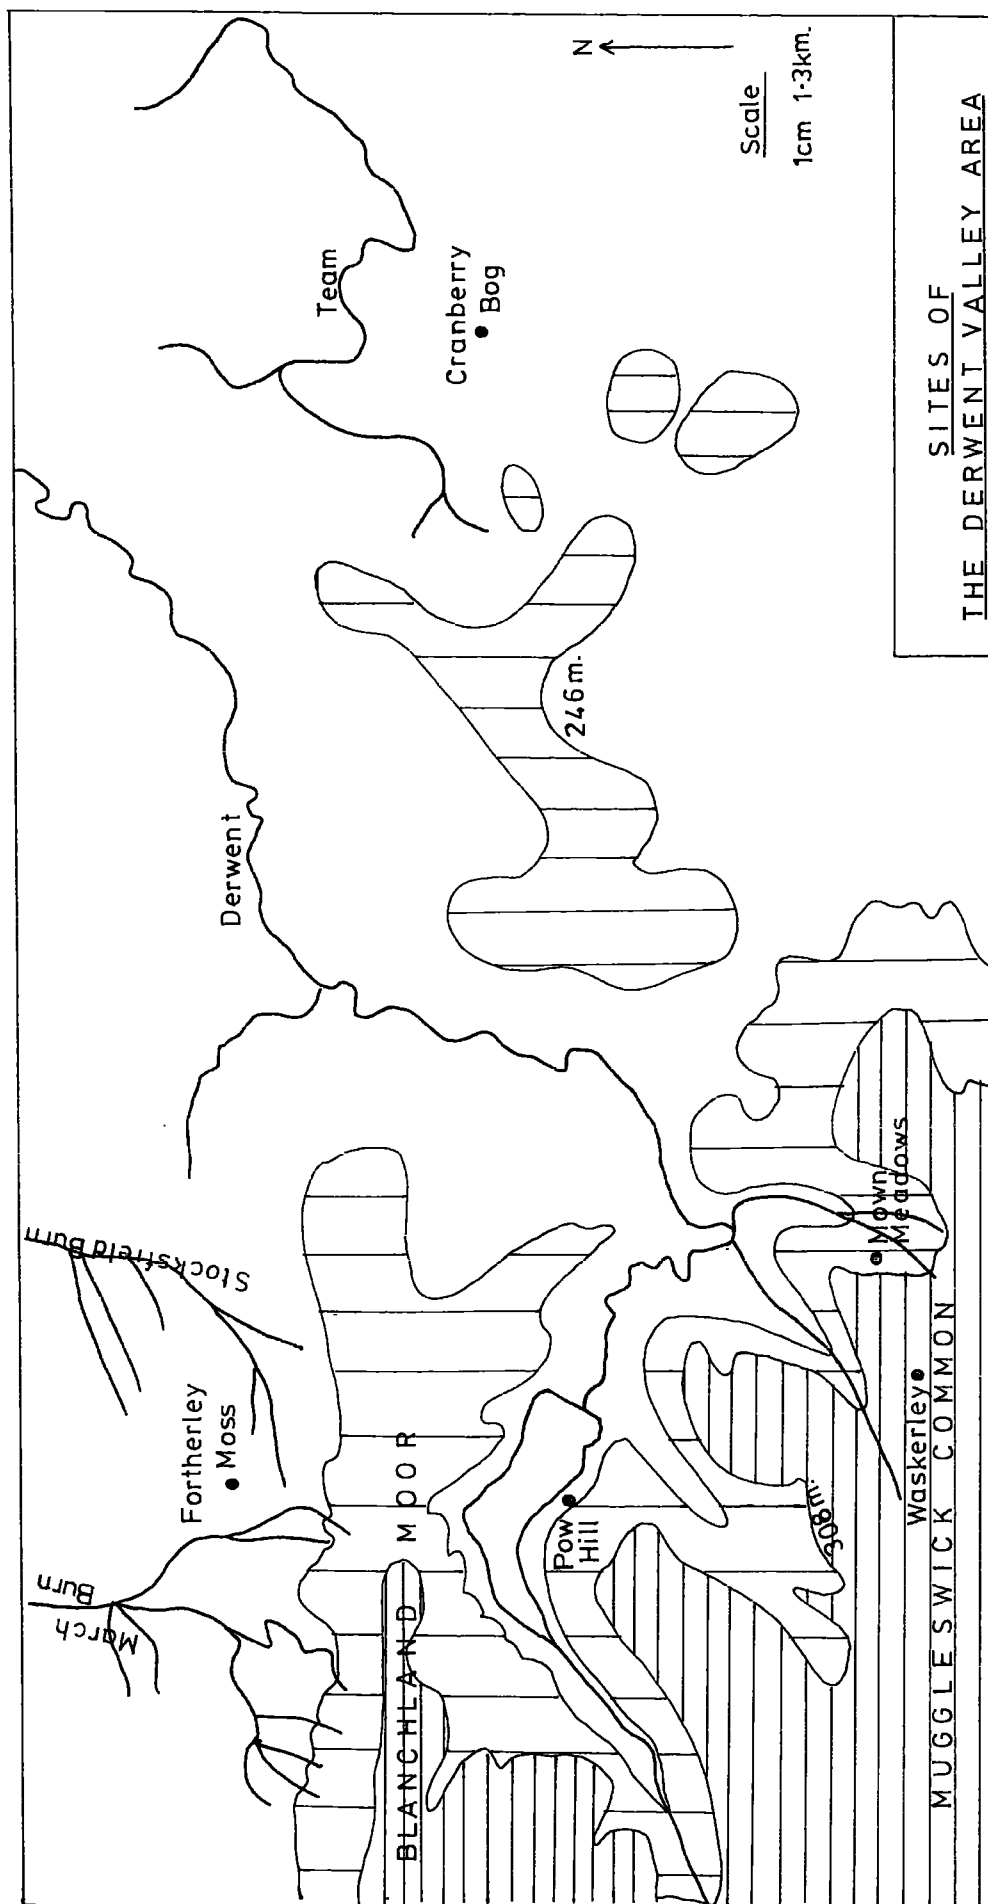 N
Scale
1cm 1·3km.
Team
Cranberry
Bog
Derwent
246m.
Stocksfield Burn
Fortherley
Moss
March
Burn
BLANCHLAND MOOR
Pow
Hill
308m.
Mown
Meadows
Waskerley
MUGGLESWICK COMMON
SITES OF
THE DERWENT VALLEY AREA